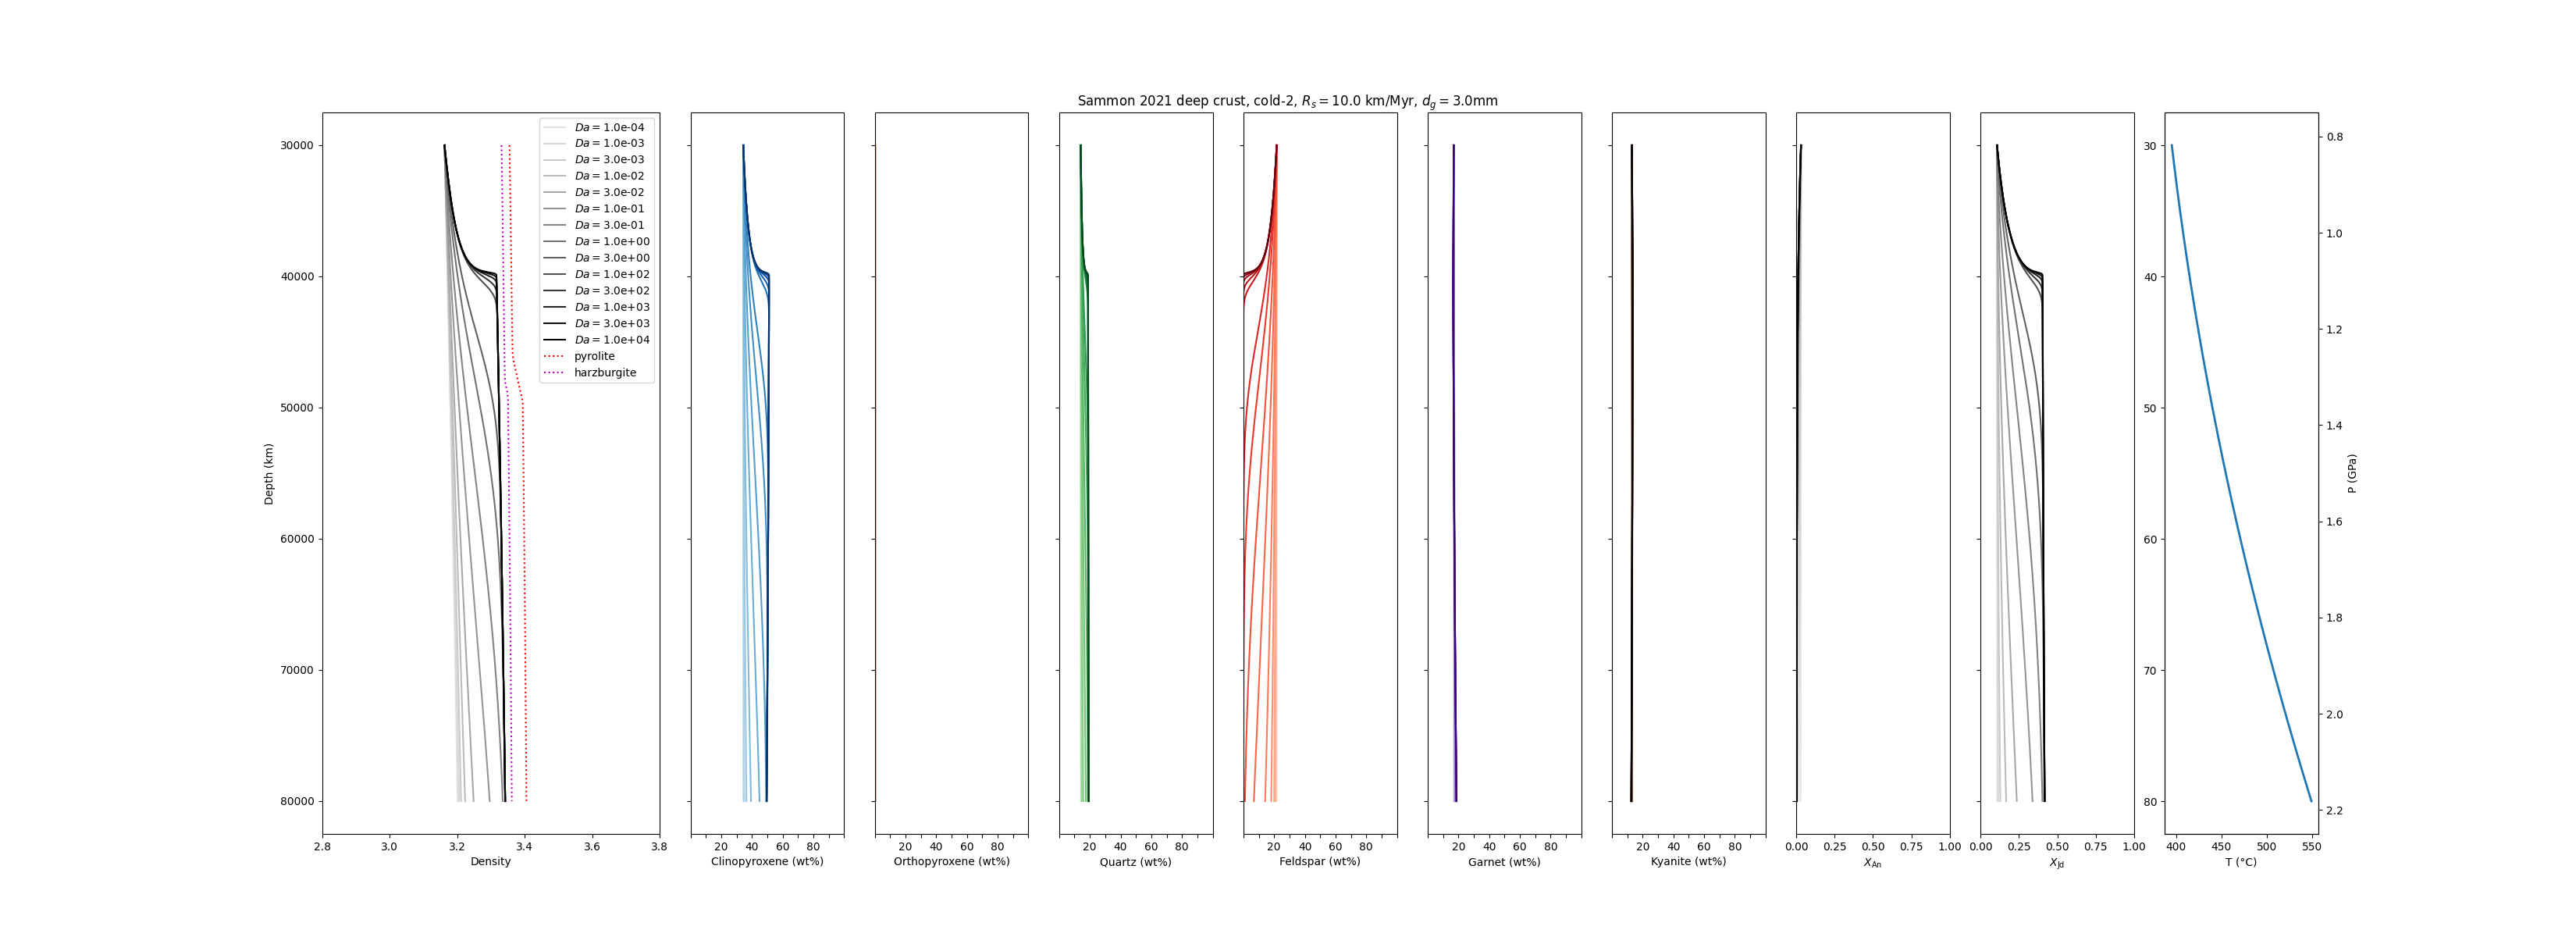 Sammon 2021 deep crust, cold-2, Rₛ = 10.0 km/Myr, d_g = 3.0mm
Da = 1.0e-04
Da = 1.0e-03
Da = 3.0e-03
Da = 1.0e-02
Da = 3.0e-02
Da = 1.0e-01
Da = 3.0e-01
Da = 1.0e+00
Da = 3.0e+00
Da = 1.0e+02
Da = 3.0e+02
Da = 1.0e+03
Da = 3.0e+03
Da = 1.0e+04
pyrolite
harzburgite
Depth (km)
30000
40000
50000
60000
70000
80000
2.8 3.0 3.2 3.4 3.6 3.8
Density
20 40 60 80
Clinopyroxene (wt%)
20 40 60 80
Orthopyroxene (wt%)
20 40 60 80
Quartz (wt%)
20 40 60 80
Feldspar (wt%)
20 40 60 80
Garnet (wt%)
20 40 60 80
Kyanite (wt%)
0.00 0.25 0.50 0.75 1.00
X_An
0.00 0.25 0.50 0.75 1.00
X_Jd
30
40
50
60
70
80
400 450 500 550
T (°C)
0.8
1.0
1.2
1.4
1.6
1.8
2.0
2.2
P (GPa)